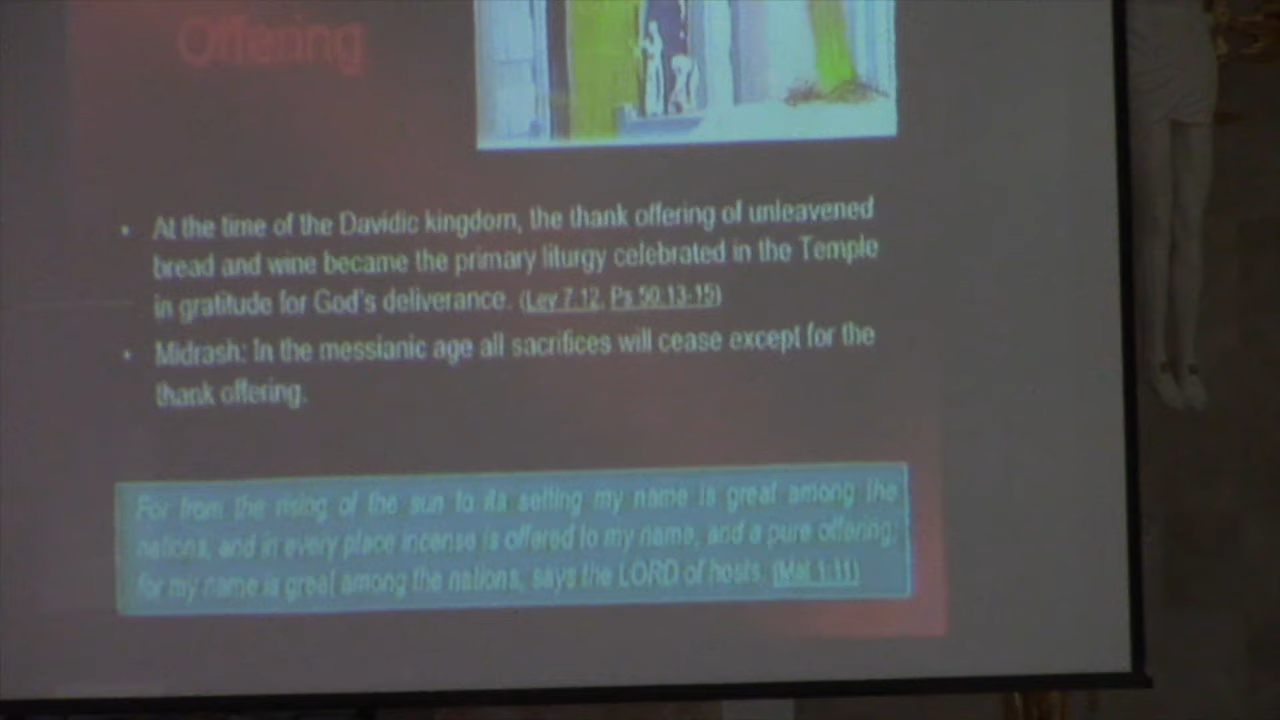 Offering
• At the time of the Davidic kingdom, the thank offering of unleavened
bread and wine became the primary liturgy celebrated in the Temple
in gratitude for God's deliverance. (Lev 7.12, Ps 50.13-15)
• Midrash: In the messianic age all sacrifices will cease except for the
thank offering.
For from the rising of the sun to its setting my name is great among the
nations, and in every place incense is offered to my name, and a pure offering;
for my name is great among the nations, says the LORD of hosts. (Mal 1:11)